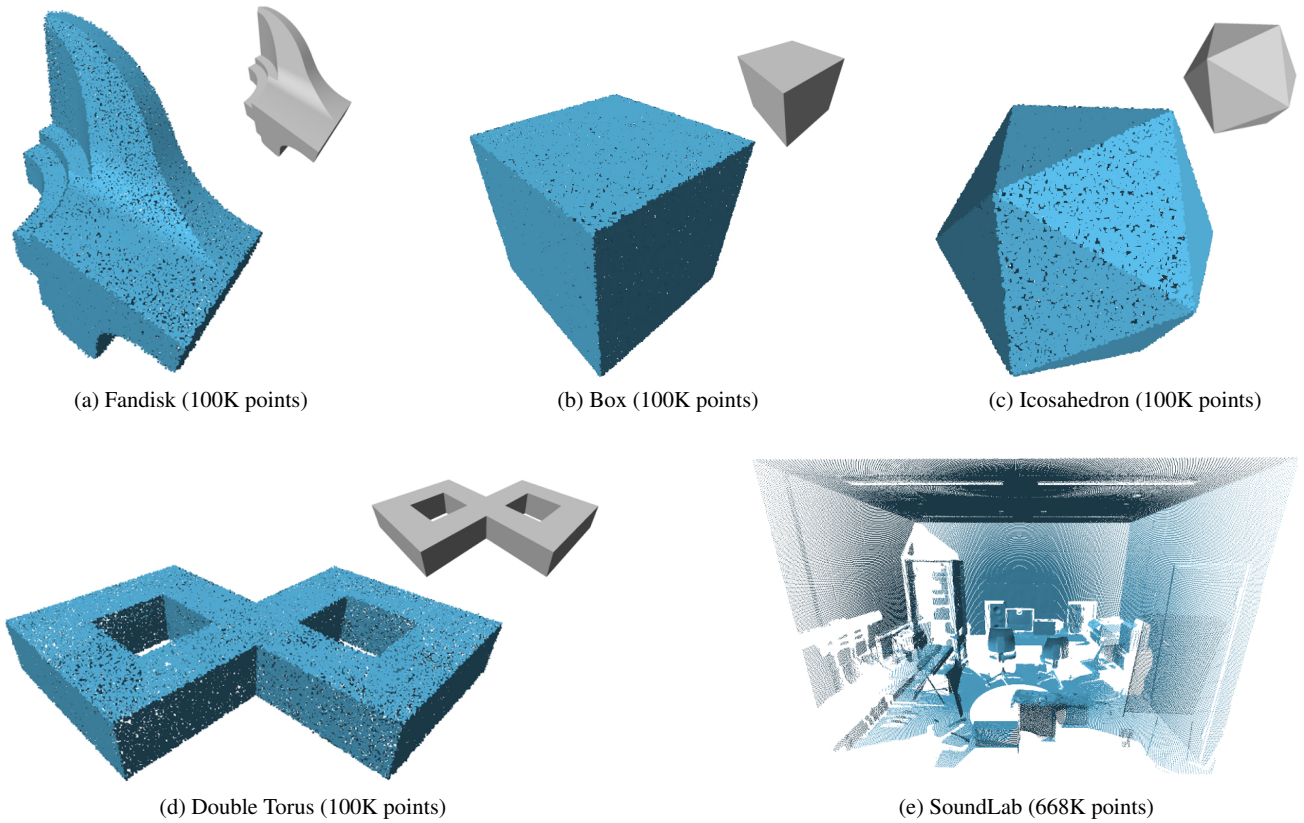 (a) Fandisk (100K points)
(b) Box (100K points)
(c) Icosahedron (100K points)
(d) Double Torus (100K points)
(e) SoundLab (668K points)